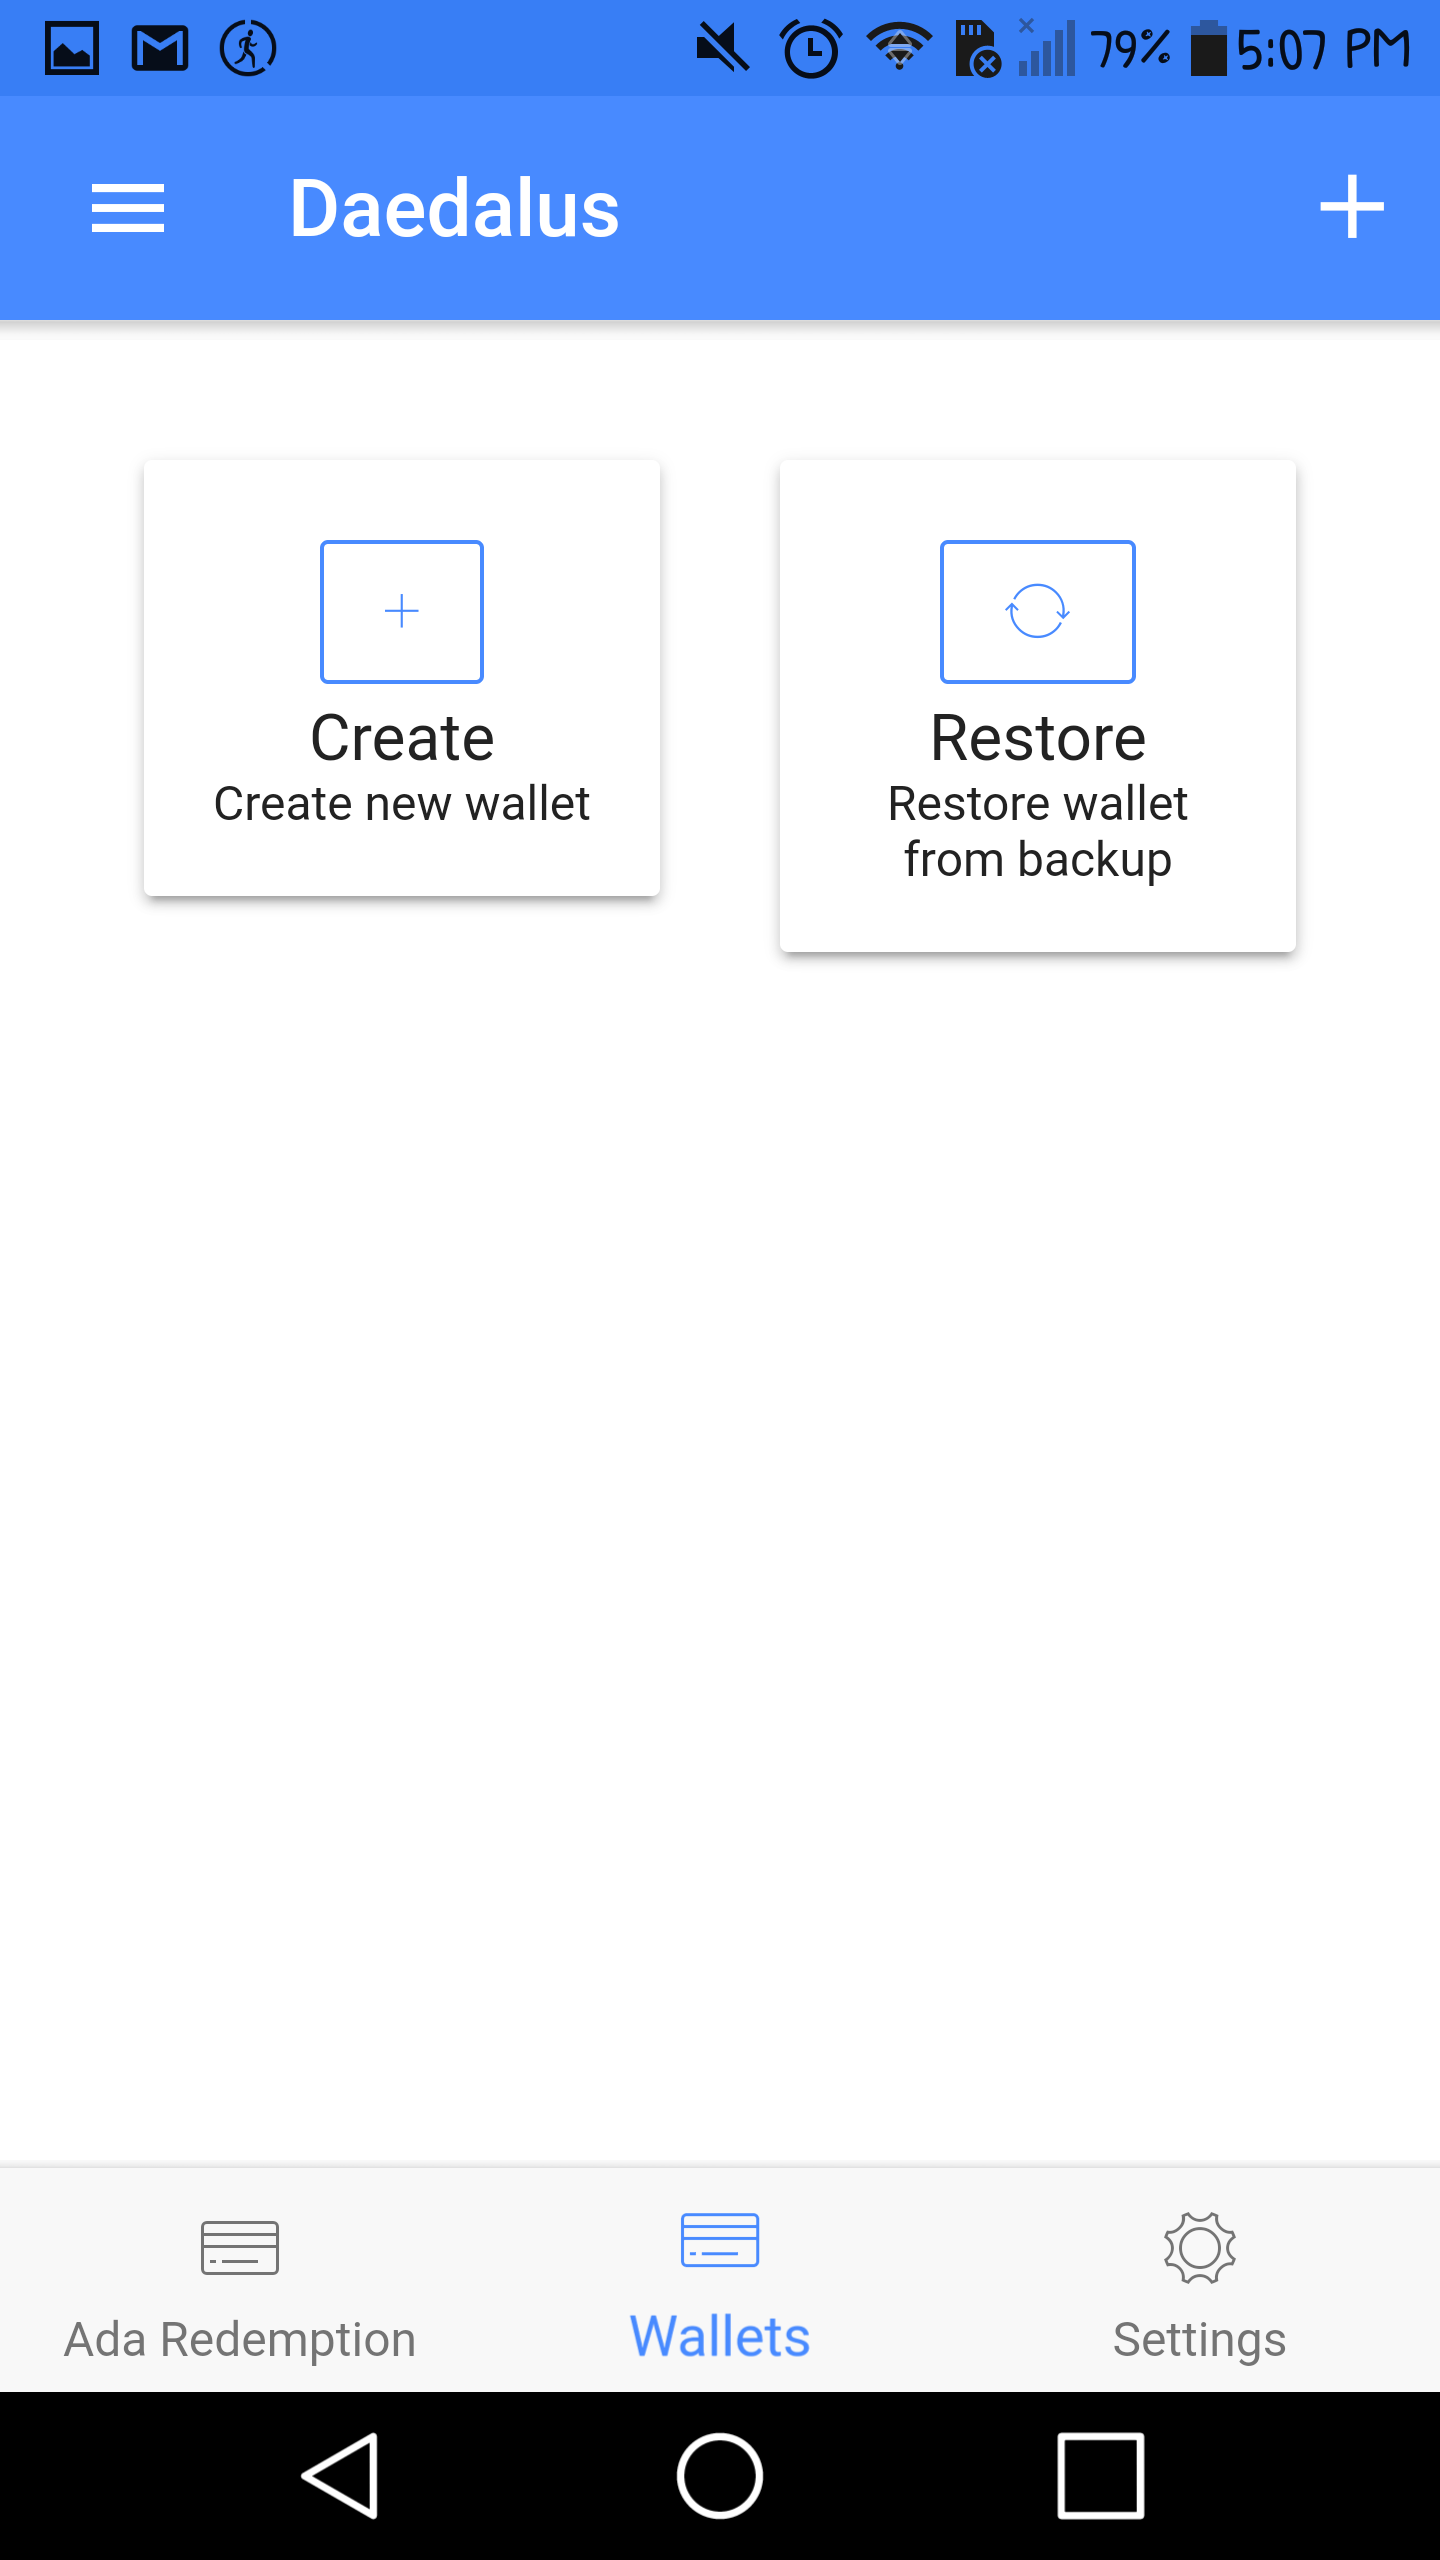 79% 5:07 PM
Daedalus
Create
Create new wallet
Restore
Restore wallet
from backup
Ada Redemption
Wallets
Settings